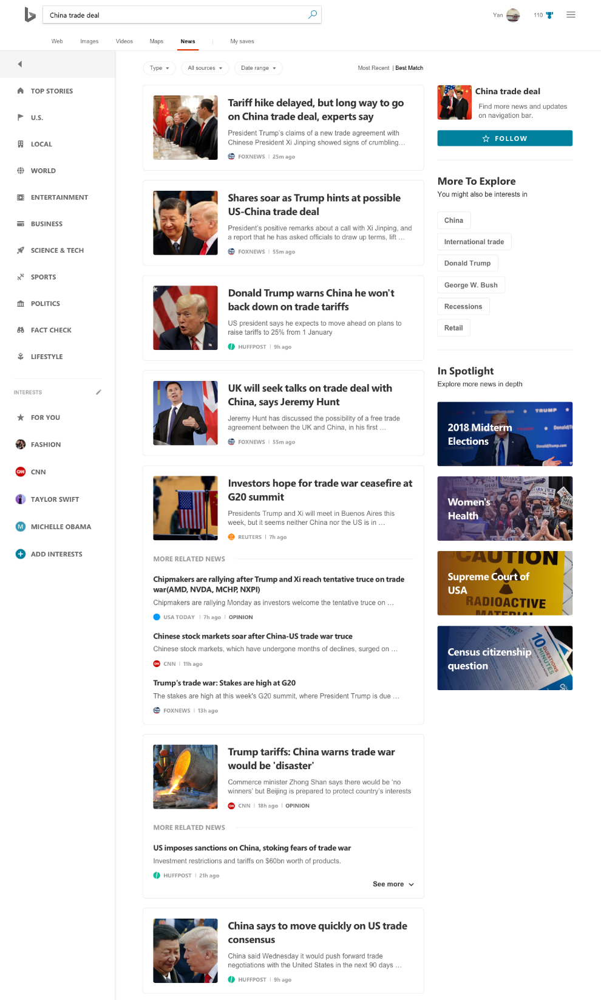 China trade deal
Yan
110
Web
Images
Videos
Maps
News
My saves
TOP STORIES
U.S.
LOCAL
WORLD
ENTERTAINMENT
BUSINESS
SCIENCE & TECH
SPORTS
POLITICS
FACT CHECK
LIFESTYLE
INTERESTS
FOR YOU
FASHION
CNN
TAYLOR SWIFT
M MICHELLE OBAMA
ADD INTERESTS
Type
All sources
Date range
Most Recent | Best Match
Tariff hike delayed, but long way to go
on China trade deal, experts say
President Trump's claims of a new trade agreement with
Chinese President Xi Jinping showed signs of crumbling...
FOXNEWS | 25m ago
Shares soar as Trump hints at possible
US-China trade deal
President's positive remarks about a call with Xi Jinping, and
a report that he has asked officials to draw up terms, lift ...
FOXNEWS | 55m ago
Donald Trump warns China he won't
back down on trade tariffs
US president says he expects to move ahead on plans to
raise tariffs to 25% from 1 January
HUFFPOST | 9h ago
UK will seek talks on trade deal with
China, says Jeremy Hunt
Jeremy Hunt has discussed the possibility of a free trade
agreement between the UK and China, in his first ...
FOXNEWS | 55m ago
Investors hope for trade war ceasefire at
G20 summit
Presidents Trump and Xi will meet in Buenos Aires this
week, but it seems neither China nor the US is in ...
REUTERS | 7h ago
MORE RELATED NEWS
Chipmakers are rallying after Trump and Xi reach tentative truce on trade
war(AMD, NVDA, MCHP, NXPI)
Chipmakers are rallying Monday as investors welcome the tentative truce on ...
USA TODAY | 7h ago | OPINION
Chinese stock markets soar after China-US trade war truce
Chinese stock markets, which have undergone months of declines, surged on ...
CNN | 11h ago
Trump's trade war: Stakes are high at G20
The stakes are high at this week's G20 summit, where President Trump is due ...
FOXNEWS | 13h ago
Trump tariffs: China warns trade war
would be 'disaster'
Commerce minister Zhong Shan says there would be 'no
winners' but Beijing is prepared to protect country's interests
CNN | 18h ago | OPINION
MORE RELATED NEWS
US imposes sanctions on China, stoking fears of trade war
Investment restrictions and tariffs on $60bn worth of products.
HUFFPOST | 21h ago
See more
China says to move quickly on US trade
consensus
China said Wednesday it would push forward trade
negotiations with the United States in the next 90 days ...
HUFFPOST | 9h ago
China trade deal
Find more news and updates
on navigation bar.
FOLLOW
More To Explore
You might also be interests in
China
International trade
Donald Trump
George W. Bush
Recessions
Retail
In Spotlight
Explore more news in depth
TRUMP
2018 Midterm
Elections
Women's
Health
CAUTION
Supreme Court of
USA
RADIOACTIVE
MATERIAL
10 QUESTIONS
MINUTES
Census citizenship
question